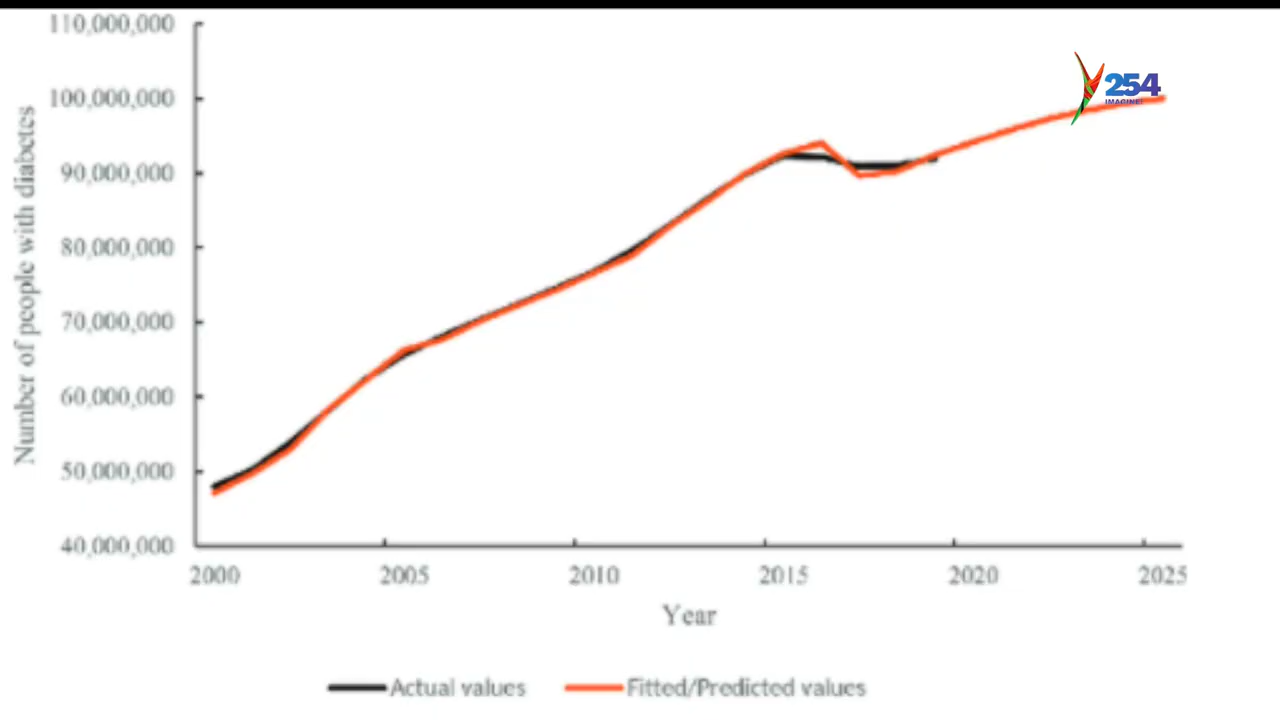 110,000,000
254
IMAGINE!
100,000,000
90,000,000
80,000,000
70,000,000
60,000,000
50,000,000
40,000,000
Number of people with diabetes
2000 2005 2010 2015 2020 2025
Year
Actual values Fitted/Predicted values